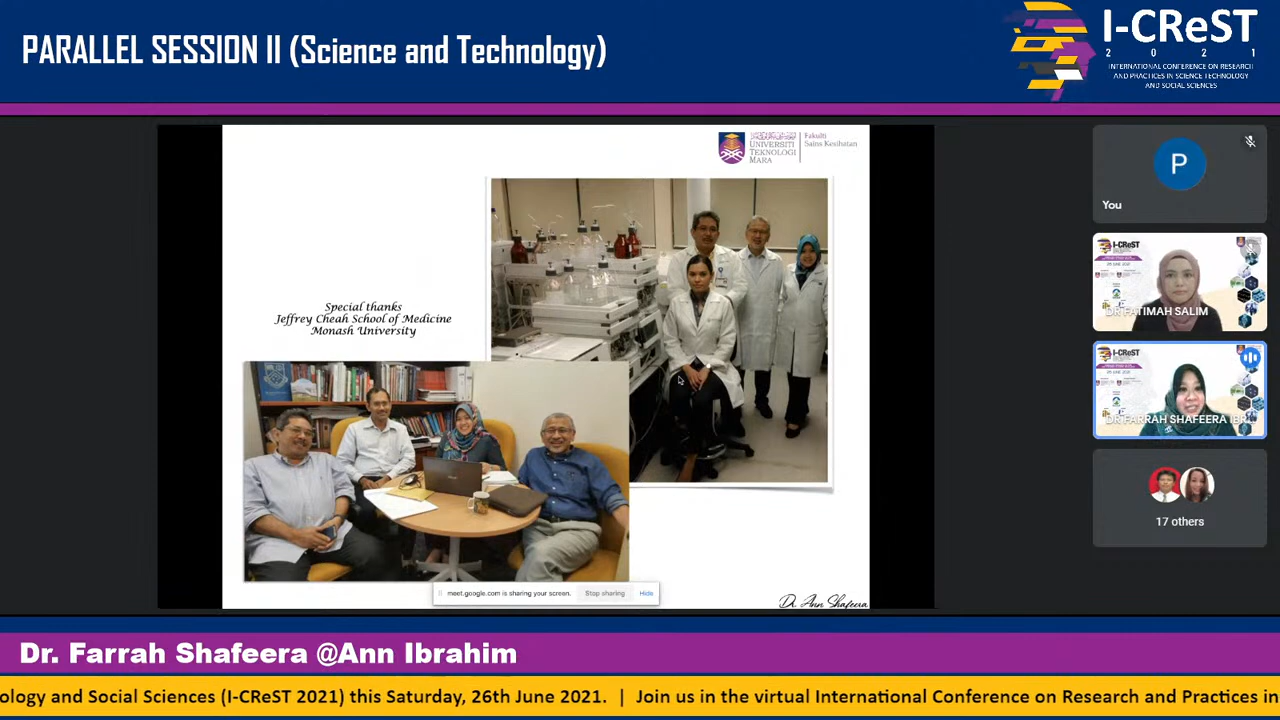 PARALLEL SESSION II (Science and Technology)
I-CReST
2 0 2 1
INTERNATIONAL CONFERENCE ON RESEARCH
AND PRACTICES IN SCIENCE TECHNOLOGY
AND SOCIAL SCIENCES
UNIVERSITI
TEKNOLOGI
MARA
Fakulti
Sains Kesihatan
Special thanks
Jeffrey Cheah School of Medicine
Monash University
meet.google.com is sharing your screen.
Stop sharing
Hide
Dr. Ann Shafeera
P
You
I-CReST
DR FATIMAH SALIM
I-CReST
DR FARRAH SHAFEERA IBR
17 others
Dr. Farrah Shafeera @Ann Ibrahim
ology and Social Sciences (I-CReST 2021) this Saturday, 26th June 2021. | Join us in the virtual International Conference on Research and Practices in